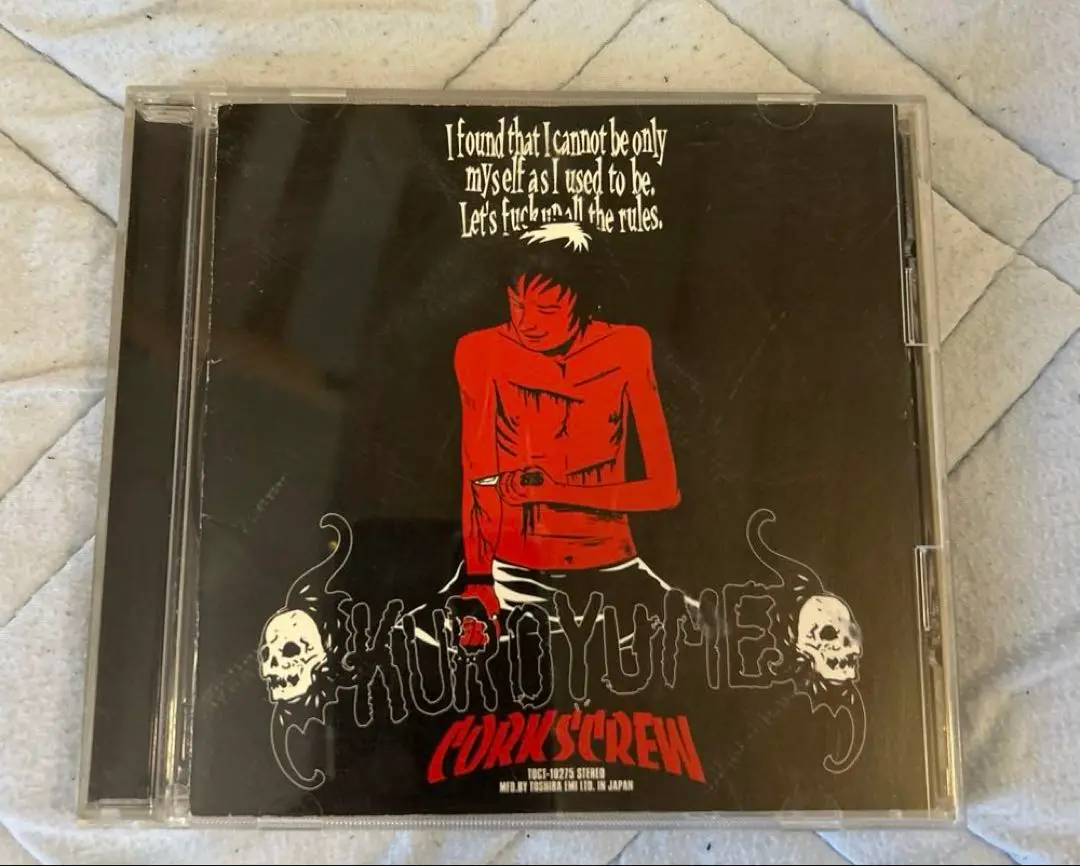 I found that I cannot be only
myself as I used to be.
Let's fuck up all the rules.
KUROYUME
CORKSCREW
TOCT-10275 STEREO
MFD.BY TOSHIBA EMI LTD. IN JAPAN